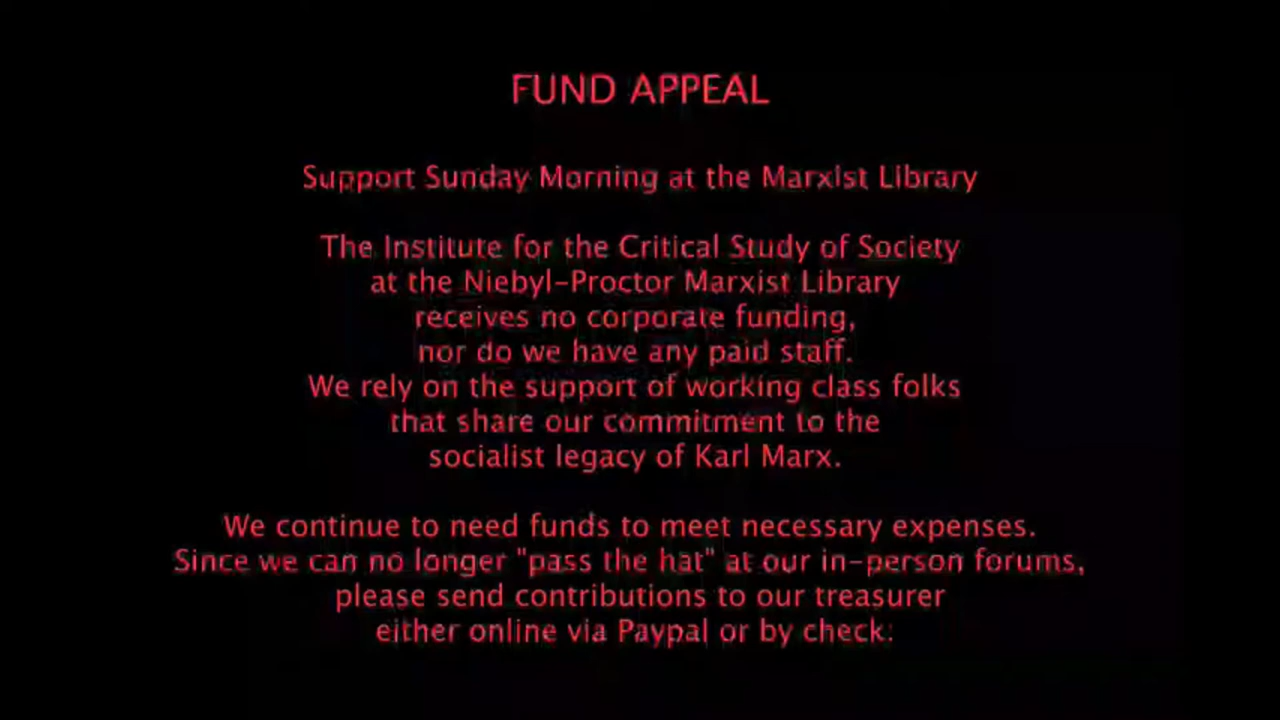 FUND APPEAL
Support Sunday Morning at the Marxist Library
The Institute for the Critical Study of Society
at the Niebyl-Proctor Marxist Library
receives no corporate funding,
nor do we have any paid staff.
We rely on the support of working class folks
that share our commitment to the
socialist legacy of Karl Marx.
We continue to need funds to meet necessary expenses.
Since we can no longer "pass the hat" at our in-person forums,
please send contributions to our treasurer
either online via Paypal or by check: